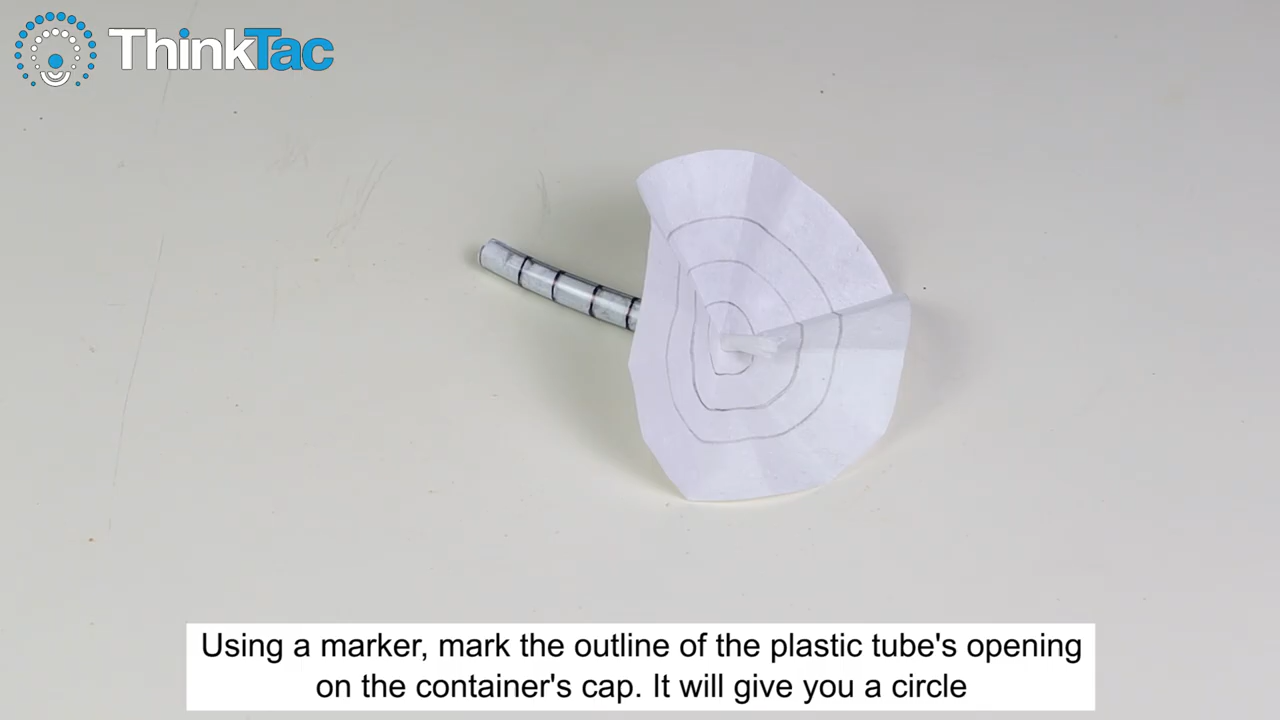 ThinkTac
Using a marker, mark the outline of the plastic tube's opening
on the container's cap. It will give you a circle